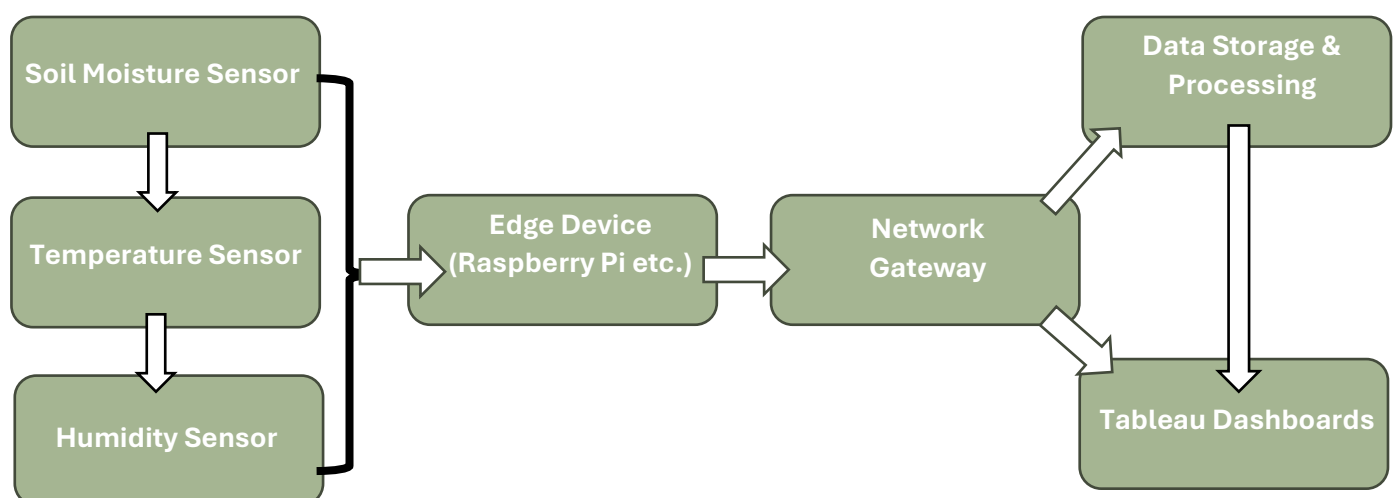 Soil Moisture Sensor
Temperature Sensor
Humidity Sensor
Edge Device
(Raspberry Pi etc.)
Network
Gateway
Data Storage &
Processing
Tableau Dashboards